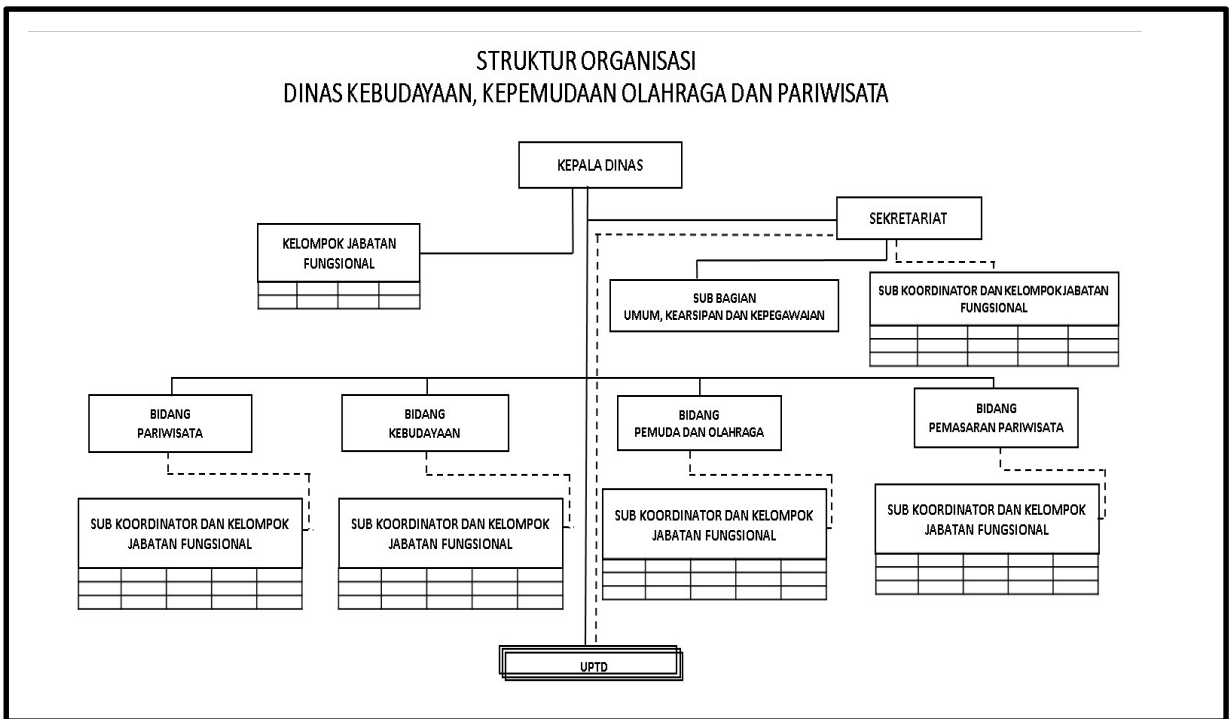 STRUKTUR ORGANISASI
DINAS KEBUDAYAAN, KEPEMUDAAN OLAHRAGA DAN PARIWISATA
KEPALA DINAS
SEKRETARIAT
KELOMPOK JABATAN
FUNGSIONAL
SUB BAGIAN
UMUM, KEARSIPAN DAN KEPEGAWAIAN
SUB KOORDINATOR DAN KELOMPOK JABATAN
FUNGSIONAL
BIDANG
PARIWISATA
BIDANG
KEBUDAYAAN
BIDANG
PEMUDA DAN OLAHRAGA
BIDANG
PEMASARAN PARIWISATA
SUB KOORDINATOR DAN KELOMPOK
JABATAN FUNGSIONAL
SUB KOORDINATOR DAN KELOMPOK
JABATAN FUNGSIONAL
SUB KOORDINATOR DAN KELOMPOK
JABATAN FUNGSIONAL
SUB KOORDINATOR DAN KELOMPOK
JABATAN FUNGSIONAL
UPTD